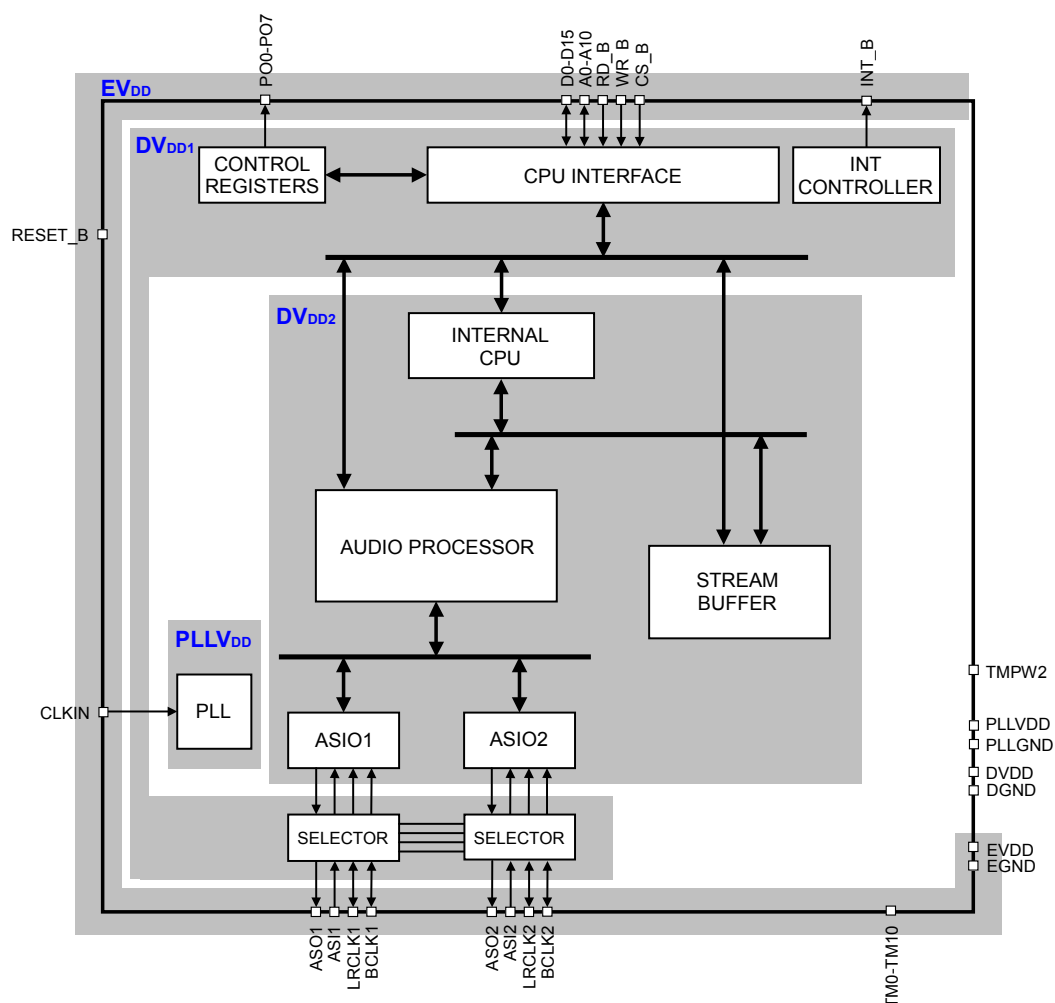 PO0-PO7
D0-D15
A0-A10
RD_B
WR_B
CS_B
INT_B
EVDD
DVDD1
CONTROL
REGISTERS
CPU INTERFACE
INT
CONTROLLER
RESET_B
DVDD2
INTERNAL
CPU
AUDIO PROCESSOR
STREAM
BUFFER
PLLVDD
TMPW2
CLKIN
PLL
PLLVDD
PLLGND
ASIO1
ASIO2
DVDD
DGND
SELECTOR
SELECTOR
EVDD
EGND
ASO1
ASI1
LRCLK1
BCLK1
ASO2
ASI2
LRCLK2
BCLK2
TM0-TM10